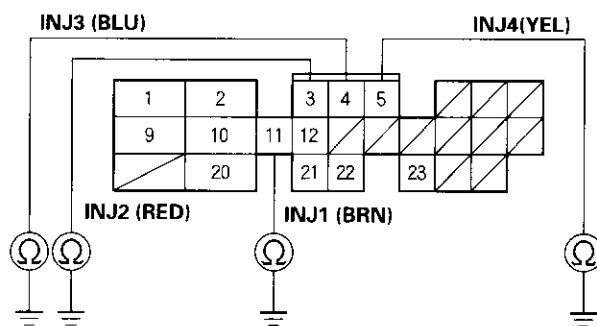 INJ3 (BLU)
INJ4(YEL)
1 2 3 4 5
9 10 11 12
20 21 22 23
INJ2 (RED)
INJ1 (BRN)
Ω Ω Ω Ω